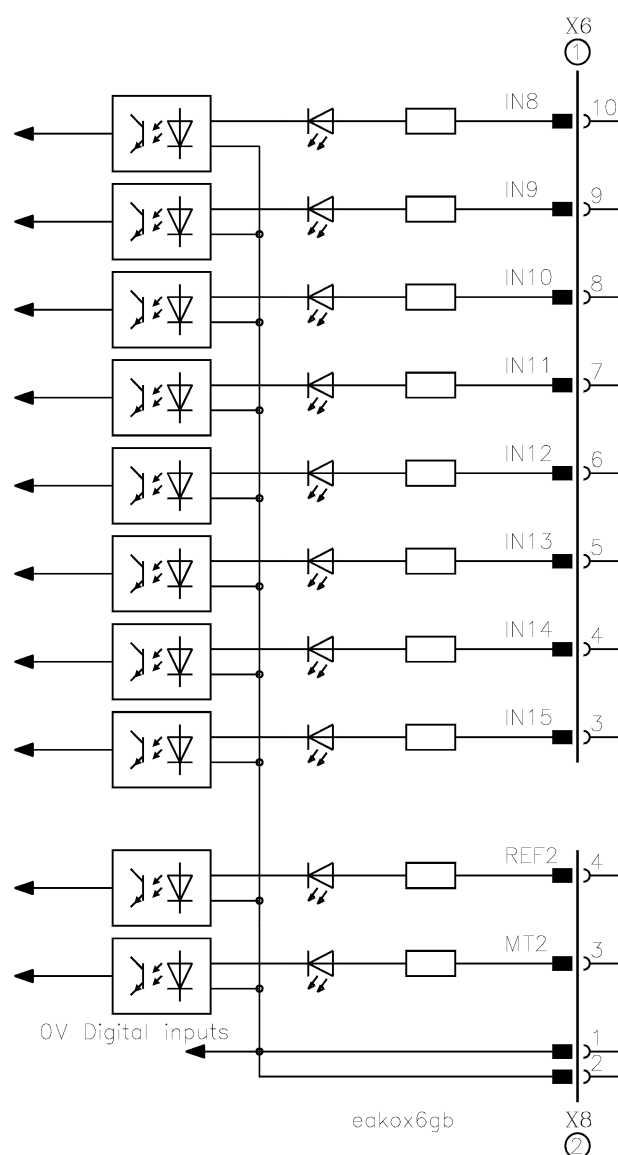 X6
1
IN8
10
IN9
9
IN10
8
IN11
7
IN12
6
IN13
5
IN14
4
IN15
3
REF2
4
MT2
3
0V Digital inputs
1
2
eakox6gb
X8
2